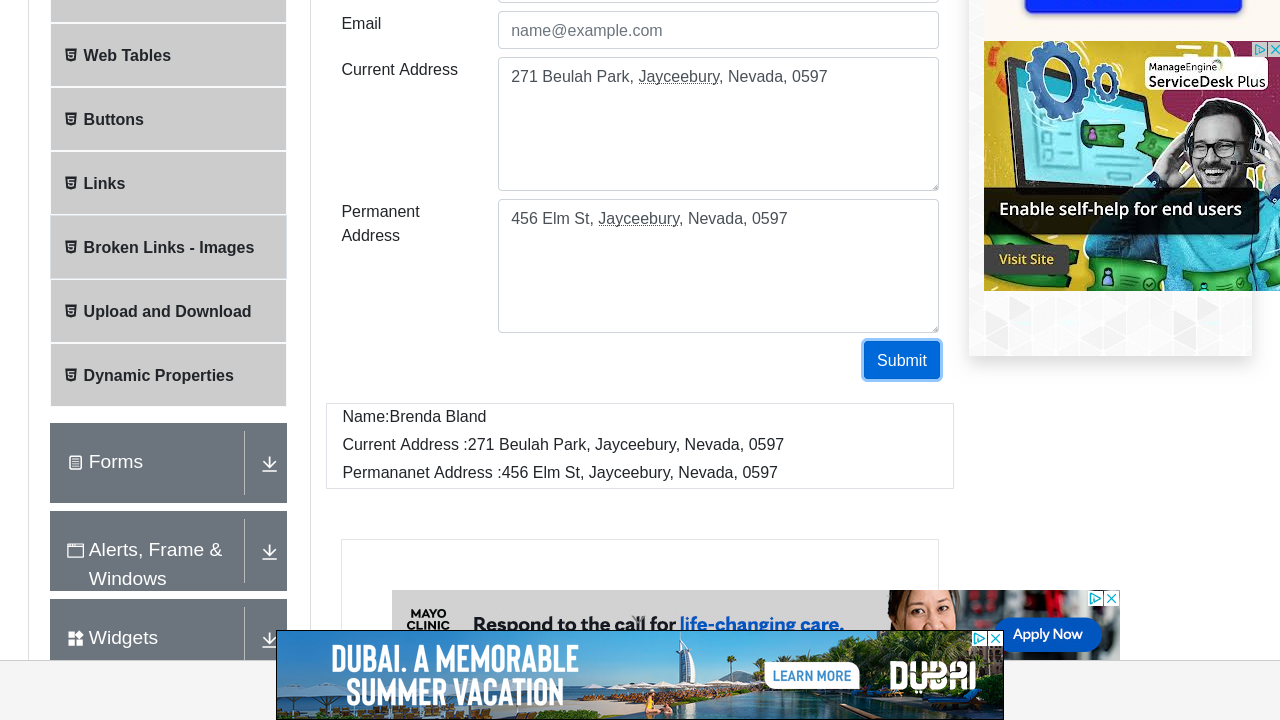 Email
name@example.com
Web Tables
Current Address
271 Beulah Park, Jayceebury, Nevada, 0597
Buttons
Links
Permanent
Address
456 Elm St, Jayceebury, Nevada, 0597
Broken Links - Images
Upload and Download
Dynamic Properties
Submit
Name:Brenda Bland
Current Address :271 Beulah Park, Jayceebury, Nevada, 0597
Permananet Address :456 Elm St, Jayceebury, Nevada, 0597
Forms
Alerts, Frame &
Windows
Widgets
ManageEngine
ServiceDesk Plus
Enable self-help for end users
Visit Site
MAYO
CLINIC
Respond to the call for life-changing care.
Apply Now
DUBAI. A MEMORABLE
SUMMER VACATION
LEARN MORE
DUBAI